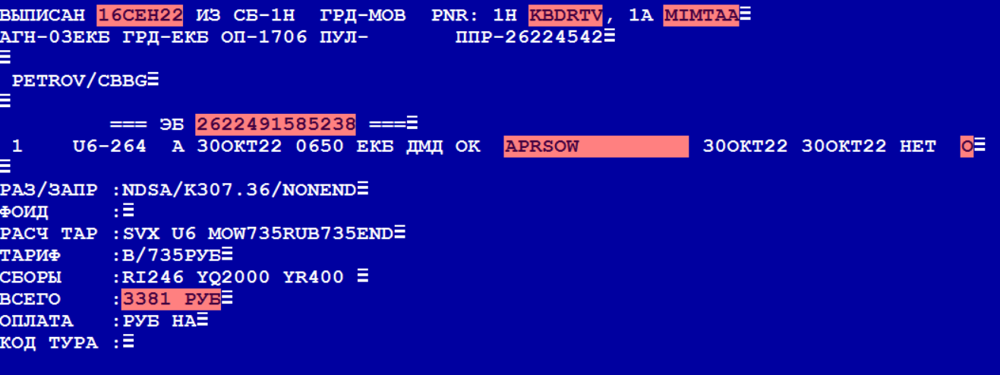 ВЫПИСАН 16СЕН22 ИЗ СБ-1Н ГРД-МОВ PNR: 1Н KBDRTV, 1А MIMTAA
АГН-03ЕКБ ГРД-ЕКБ ОП-1706 ПУЛ- ППР-26224542
PETROV/CBBG
=== ЭБ 2622491585238 ===
1 U6-264 А 30ОКТ22 0650 ЕКБ ДМД ОК APRSOW 30ОКТ22 30ОКТ22 НЕТ O
РАЗ/ЗАПР :NDSA/K307.36/NONEND
ФОИД :
РАСЧ ТАР :SVX U6 MOW735RUB735END
ТАРИФ :В/735РУБ
СБОРЫ :RI246 YQ2000 YR400
ВСЕГО :3381 РУБ
ОПЛАТА :РУБ НА
КОД ТУРА :